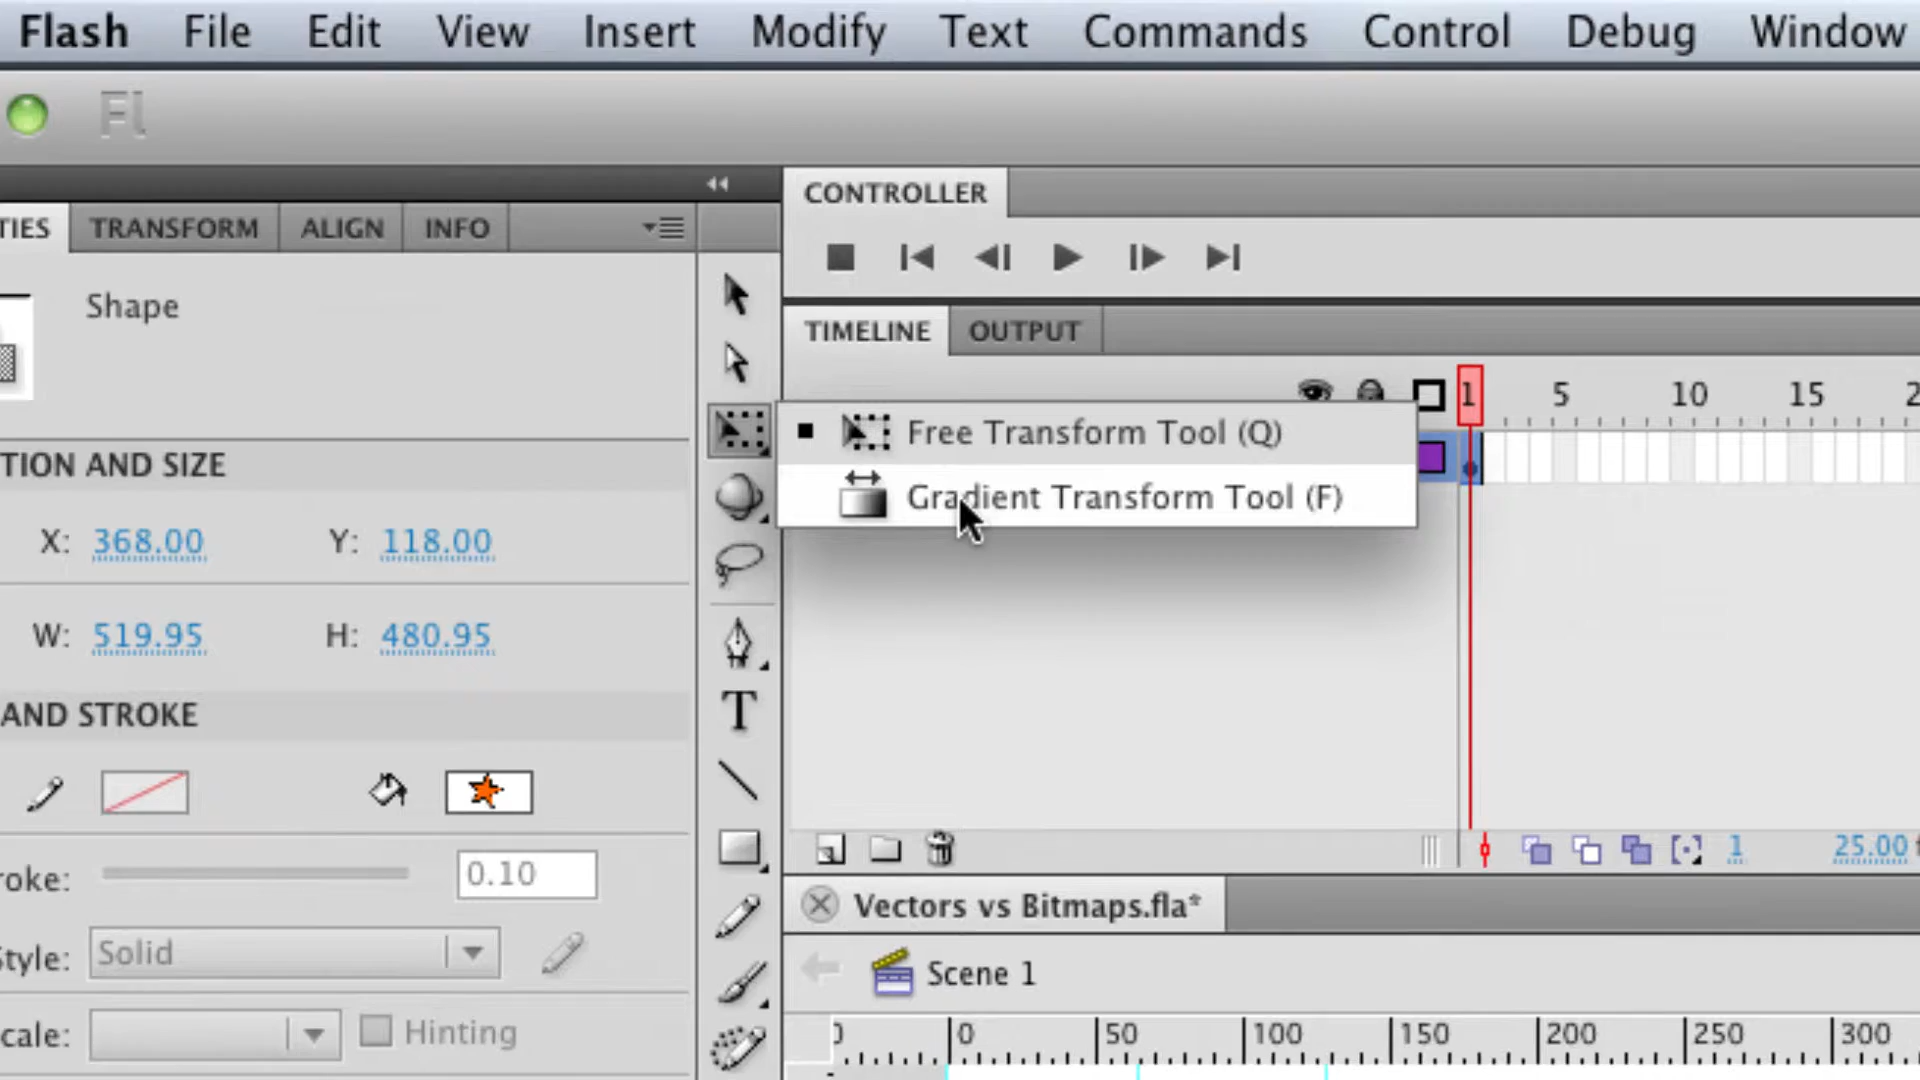 Flash File Edit View Insert Modify Text Commands Control Debug Window
Fl
CONTROLLER
TIES TRANSFORM ALIGN INFO
Shape
TIMELINE OUTPUT
1 5 10 15 2
Free Transform Tool (Q)
Gradient Transform Tool (F)
TION AND SIZE
X: 368.00 Y: 118.00
W: 519.95 H: 480.95
AND STROKE
T
roke: 0.10
1 25.00 f
Vectors vs Bitmaps.fla*
Style: Solid
Scene 1
cale: Hinting
0 0 50 100 150 200 250 300